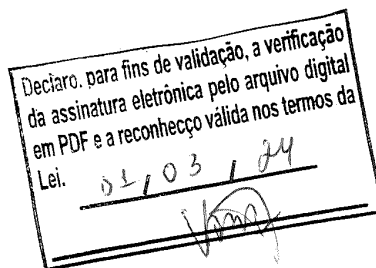 Declaro, para fins de validação, a verificação
da assinatura eletrônica pelo arquivo digital
em PDF e a reconhecço válida nos termos da
Lei. 01 / 03 / 24